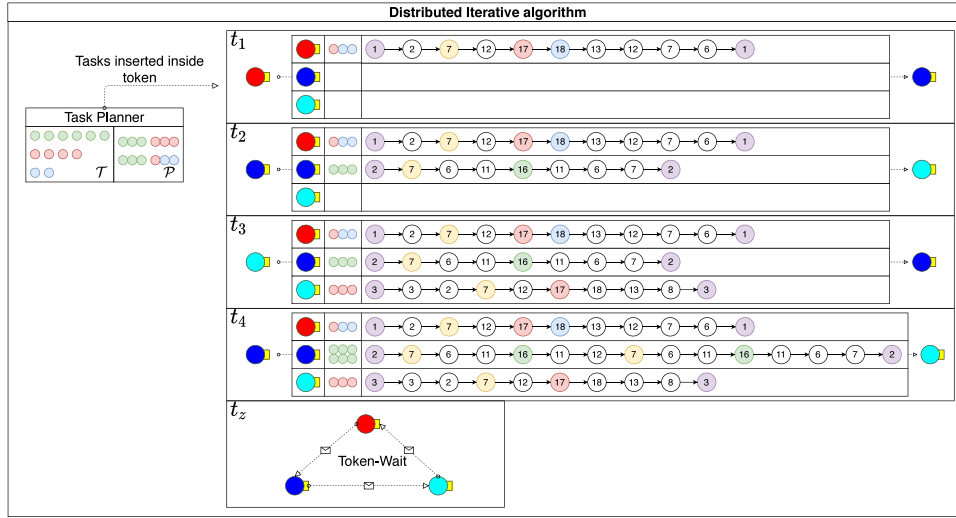 Distributed Iterative algorithm
Tasks inserted inside
token
Task Planner
𝒯
𝒫
t1
1 2 7 12 17 18 13 12 7 6 1
t2
1 2 7 12 17 18 13 12 7 6 1
2 7 6 11 16 11 6 7 2
t3
1 2 7 12 17 18 13 12 7 6 1
2 7 6 11 16 11 6 7 2
3 3 2 7 12 17 18 13 8 3
t4
1 2 7 12 17 18 13 12 7 6 1
2 7 6 11 16 11 12 7 6 11 16 11 6 7 2
3 3 2 7 12 17 18 13 8 3
tz
Token-Wait